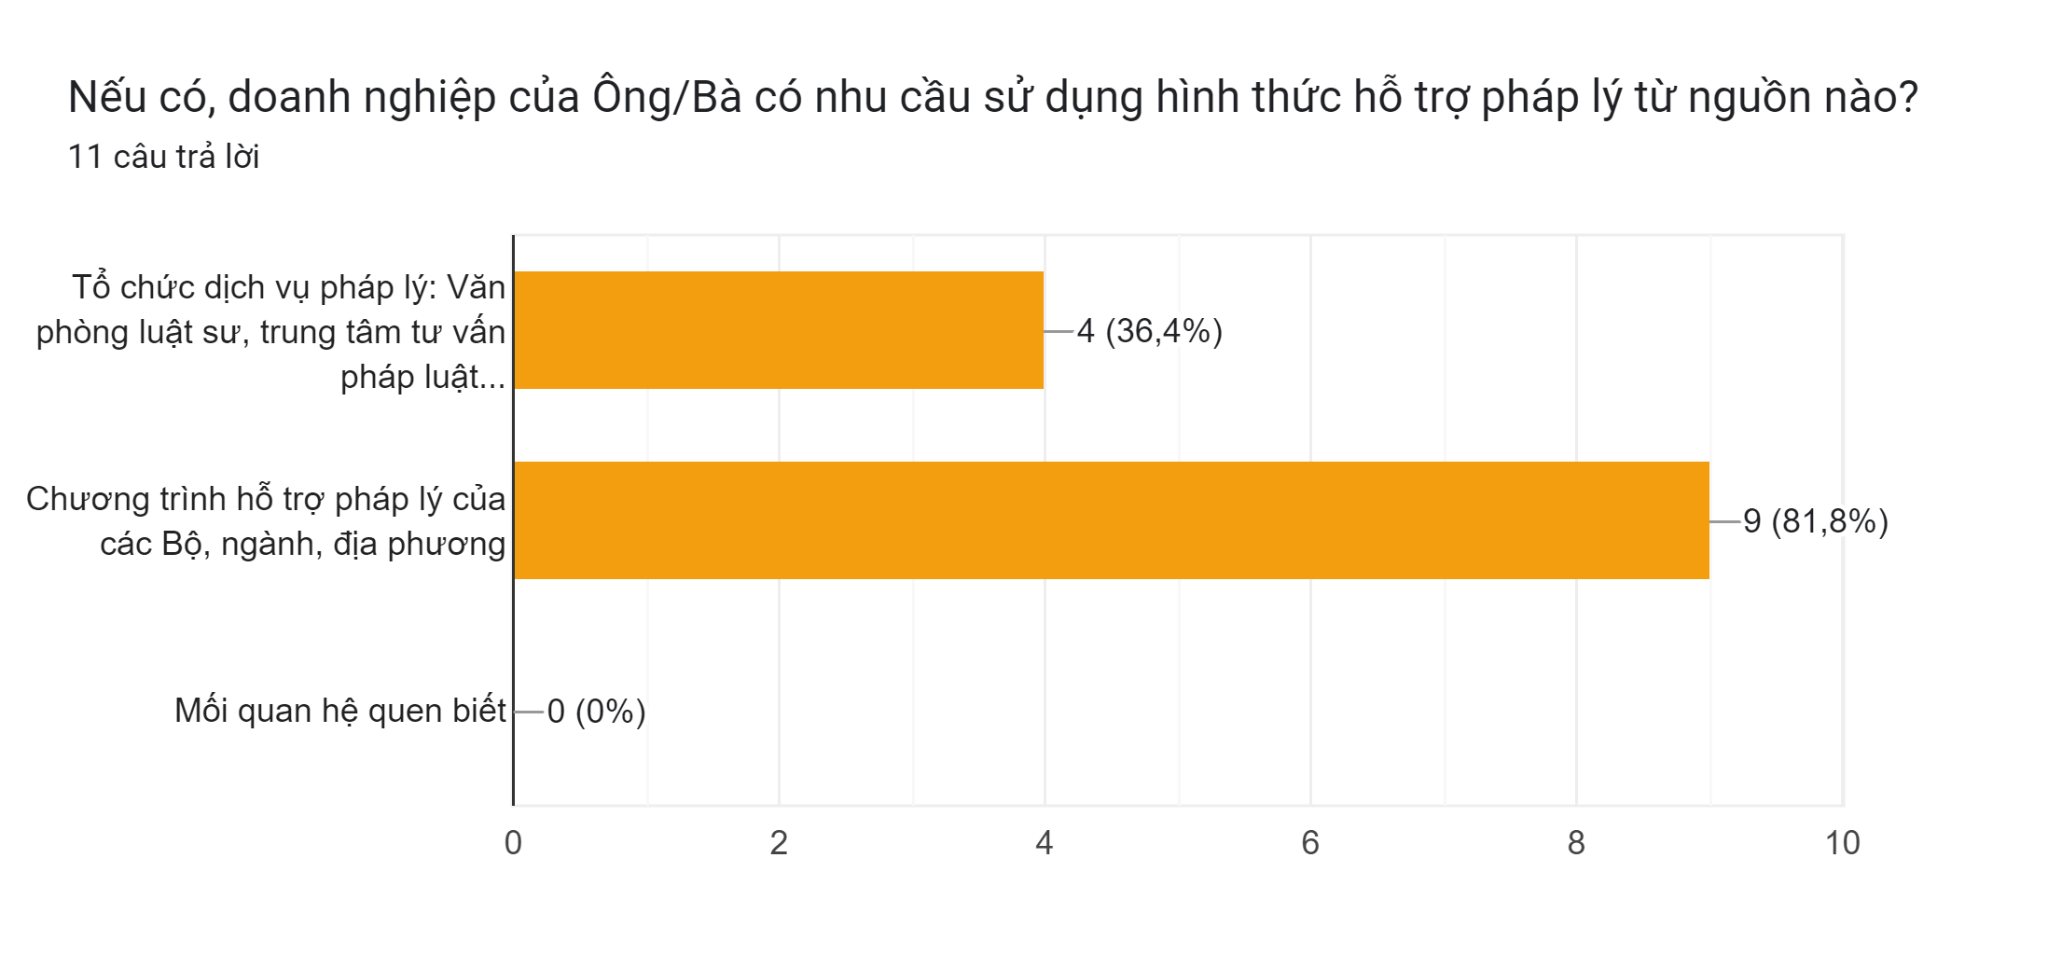 Nếu có, doanh nghiệp của Ông/Bà có nhu cầu sử dụng hình thức hỗ trợ pháp lý từ nguồn nào?
11 câu trả lời
Tổ chức dịch vụ pháp lý: Văn
phòng luật sư, trung tâm tư vấn
pháp luật...
4 (36,4%)
Chương trình hỗ trợ pháp lý của
các Bộ, ngành, địa phương
9 (81,8%)
Mối quan hệ quen biết
0 (0%)
0 2 4 6 8 10